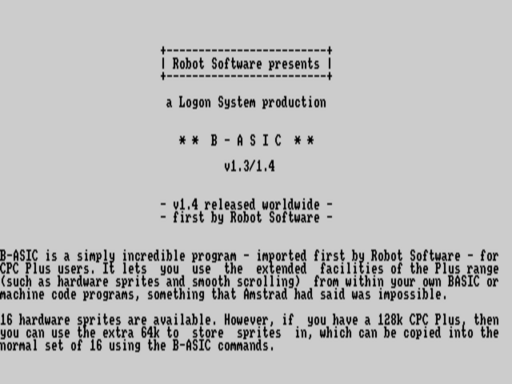 +-------------------------+
| Robot Software presents |
+-------------------------+
a Logon System production
** B-ASIC **
v1.3/1.4
- v1.4 released worldwide -
- first by Robot Software -
B-ASIC is a simply incredible program - imported first by Robot Software - for
CPC Plus users. It lets you use the extended facilities of the Plus range
(such as hardware sprites and smooth scrolling) from within your own BASIC or
machine code programs, something that Amstrad had said was impossible.
16 hardware sprites are available. However, if you have a 128k CPC Plus, then
you can use the extra 64k to store sprites in, which can be copied into the
normal set of 16 using the B-ASIC commands.